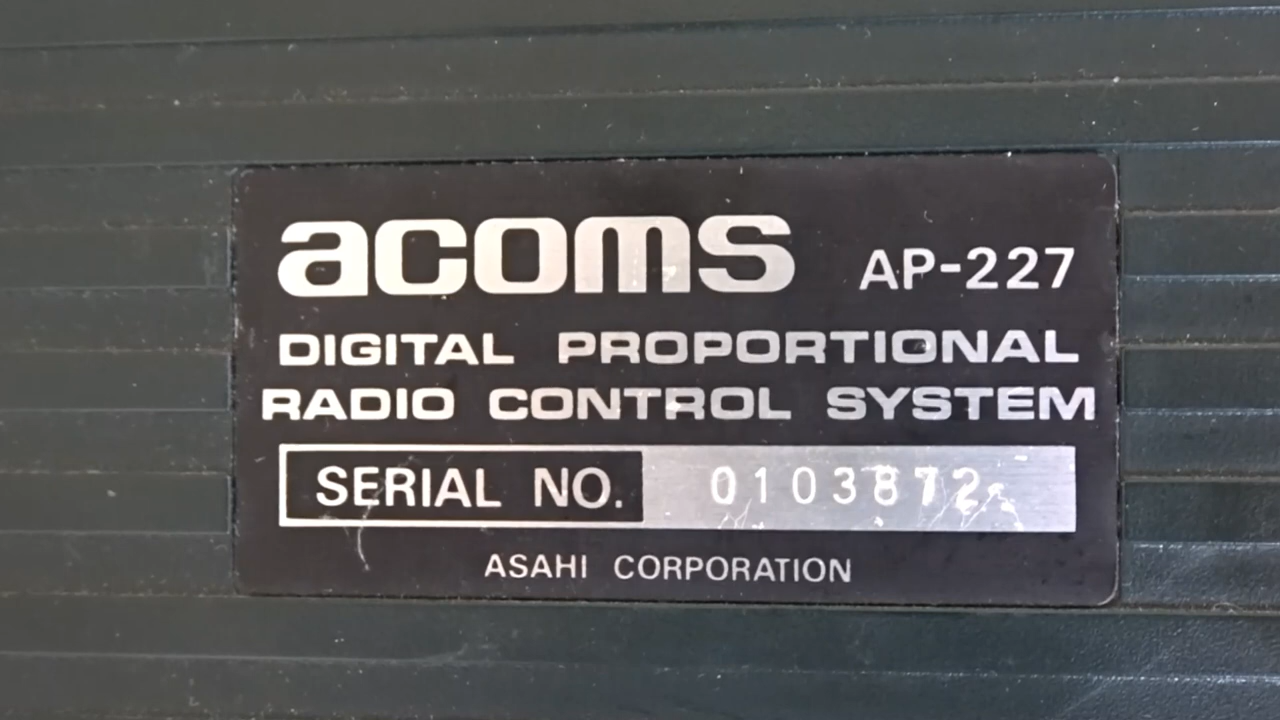 acoms AP-227
DIGITAL PROPORTIONAL
RADIO CONTROL SYSTEM
SERIAL NO. 0103872
ASAHI CORPORATION